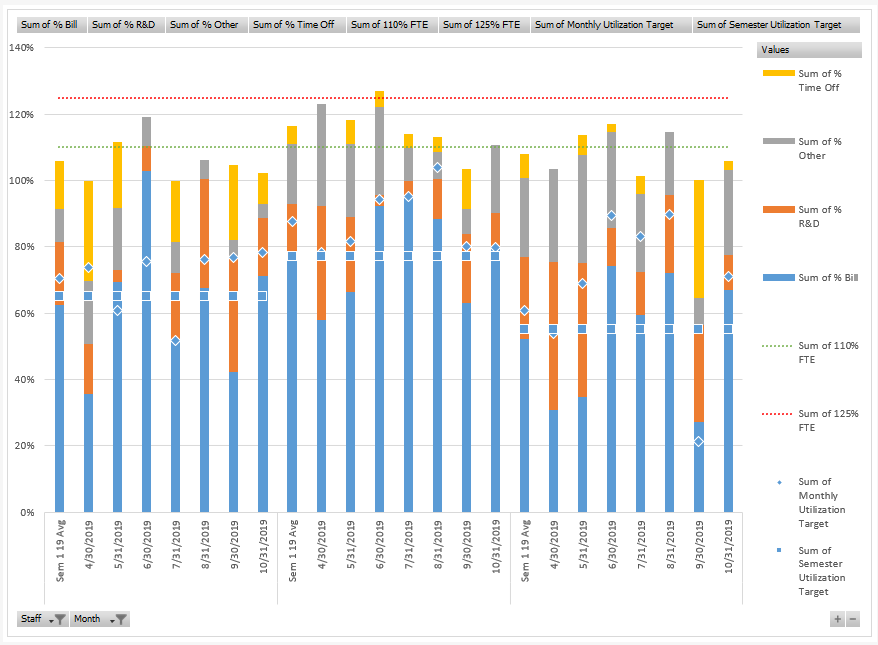 Sum of % Bill
Sum of % R&D
Sum of % Other
Sum of % Time Off
Sum of 110% FTE
Sum of 125% FTE
Sum of Monthly Utilization Target
Sum of Semester Utilization Target
140%
120%
100%
80%
60%
40%
20%
0%
Sem 1 19 Avg
4/30/2019
5/31/2019
6/30/2019
7/31/2019
8/31/2019
9/30/2019
10/31/2019
Sem 1 19 Avg
4/30/2019
5/31/2019
6/30/2019
7/31/2019
8/31/2019
9/30/2019
10/31/2019
Sem 1 19 Avg
4/30/2019
5/31/2019
6/30/2019
7/31/2019
8/31/2019
9/30/2019
10/31/2019
Values
Sum of %
Time Off
Sum of %
Other
Sum of %
R&D
Sum of % Bill
Sum of 110%
FTE
Sum of 125%
FTE
Sum of
Monthly
Utilization
Target
Sum of
Semester
Utilization
Target
Staff
Month
+ −